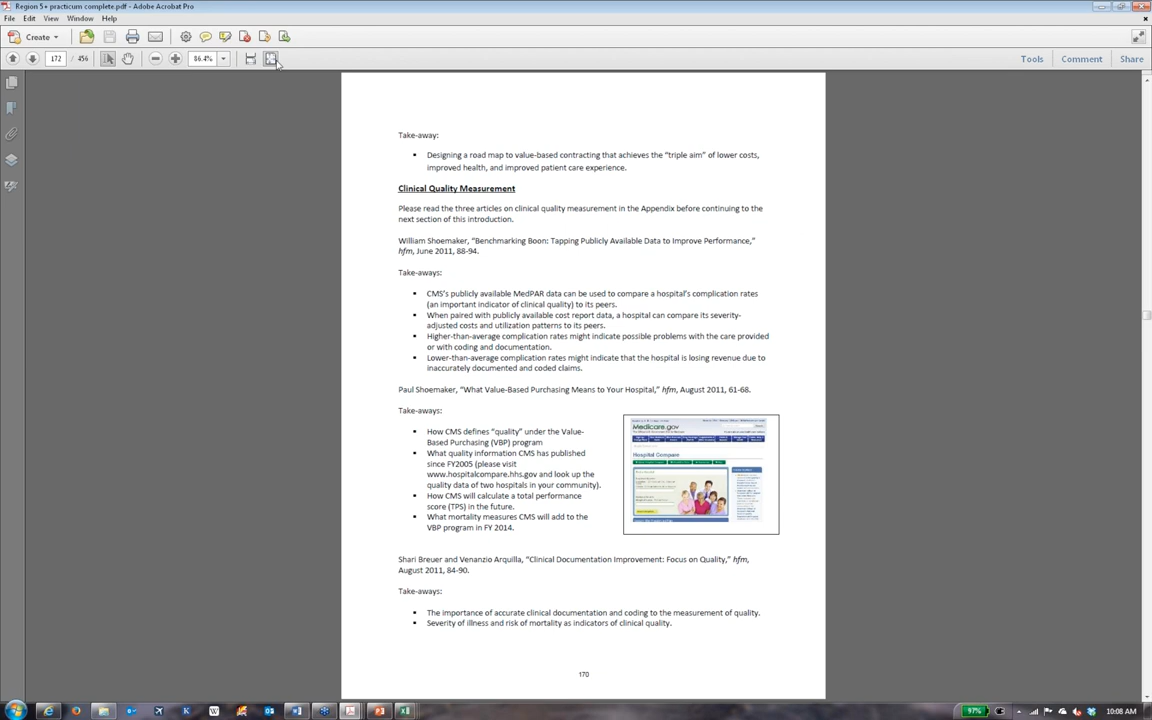 Region 5+ practicum complete.pdf - Adobe Acrobat Pro
File Edit View Window Help
Create
172 / 456 86.4% Tools Comment Share
Take-away:
▪ Designing a road map to value-based contracting that achieves the “triple aim” of lower costs,
improved health, and improved patient care experience.
Clinical Quality Measurement
Please read the three articles on clinical quality measurement in the Appendix before continuing to the
next section of this introduction.
William Shoemaker, “Benchmarking Boon: Tapping Publicly Available Data to Improve Performance,”
hfm, June 2011, 88-94.
Take-aways:
▪ CMS’s publicly available MedPAR data can be used to compare a hospital’s complication rates
(an important indicator of clinical quality) to its peers.
▪ When paired with publicly available cost report data, a hospital can compare its severity-
adjusted costs and utilization patterns to its peers.
▪ Higher-than-average complication rates might indicate possible problems with the care provided
or with coding and documentation.
▪ Lower-than-average complication rates might indicate that the hospital is losing revenue due to
inaccurately documented and coded claims.
Paul Shoemaker, “What Value-Based Purchasing Means to Your Hospital,” hfm, August 2011, 61-68.
Take-aways:
▪ How CMS defines “quality” under the Value-
Based Purchasing (VBP) program
▪ What quality information CMS has published
since FY2005 (please visit
www.hospitalcompare.hhs.gov and look up the
quality data of two hospitals in your community).
▪ How CMS will calculate a total performance
score (TPS) in the future.
▪ What mortality measures CMS will add to the
VBP program in FY 2014.
Medicare.gov
Hospital Compare
Shari Breuer and Venanzio Arquilla, “Clinical Documentation Improvement: Focus on Quality,” hfm,
August 2011, 84-90.
Take-aways:
▪ The importance of accurate clinical documentation and coding to the measurement of quality.
▪ Severity of illness and risk of mortality as indicators of clinical quality.
170
97% 10:08 AM